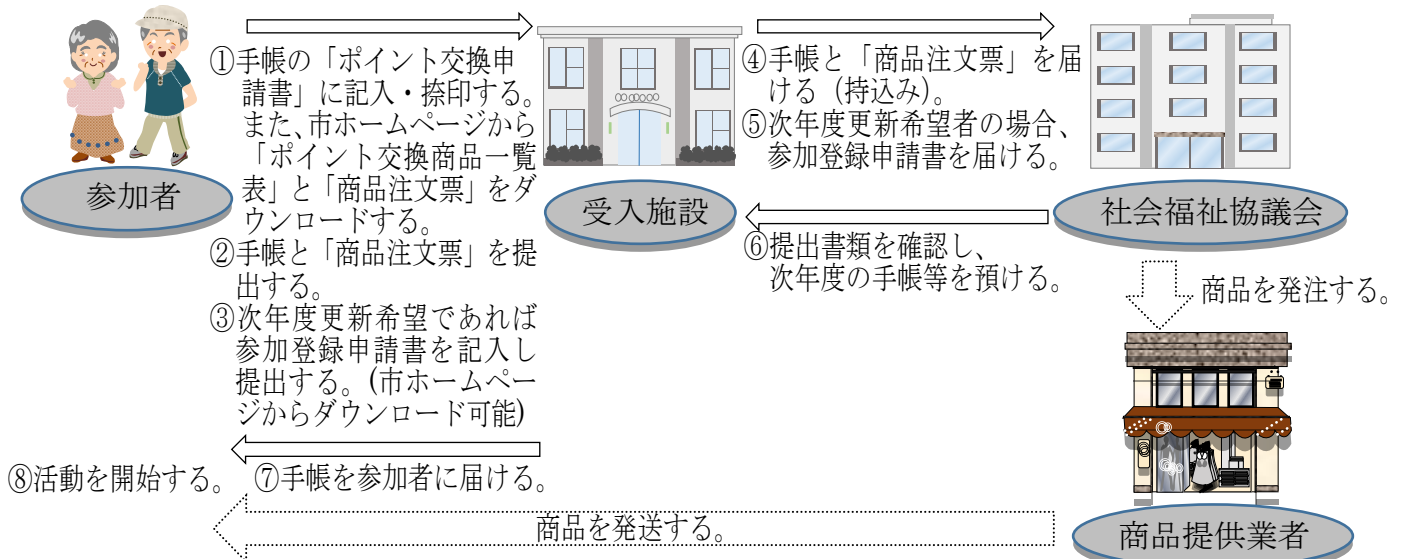 ①手帳の「ポイント交換申
請書」に記入・捺印する。
また、市ホームページから
「ポイント交換商品一覧
表」と「商品注文票」をダ
ウンロードする。
②手帳と「商品注文票」を提
出する。
③次年度更新希望であれば
参加登録申請書を記入し
提出する。(市ホームペー
ジからダウンロード可能)
④手帳と「商品注文票」を届
ける（持込み）。
⑤次年度更新希望者の場合、
参加登録申請書を届ける。
参加者
受入施設
社会福祉協議会
⑥提出書類を確認し、
次年度の手帳等を預ける。
商品を発注する。
⑧活動を開始する。
⑦手帳を参加者に届ける。
商品を発送する。
商品提供業者